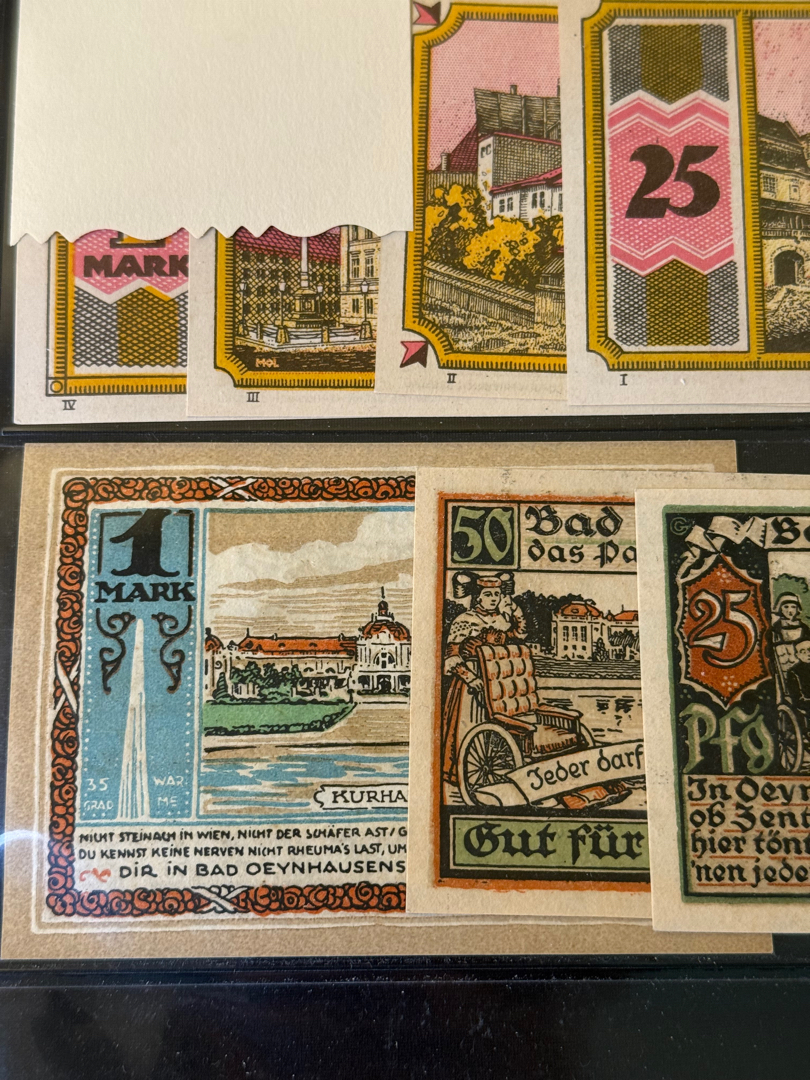 MARK
IV
MOL
III
II
25
I
1
MARK
35
GRAD
WAR
ME
KURHA
NICHT STEINACH IN WIEN, NICHT DER SCHÄFER AST/G
DU KENNST KEINE NERVEN NICHT RHEUMA'S LAST, UM
DIR IN BAD OEYNHAUSENS
50
Bad
das Pa
Jeder darf
Gut für
25
Pfg
In Oeyn
ob Zent
hier tönt
'nen jede